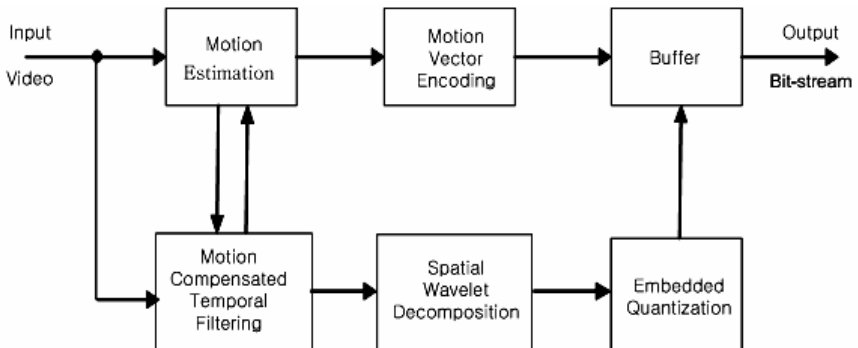 Input
Video
Motion
Estimation
Motion
Vector
Encoding
Buffer
Output
Bit-stream
Motion
Compensated
Temporal
Filtering
Spatial
Wavelet
Decomposition
Embedded
Quantization